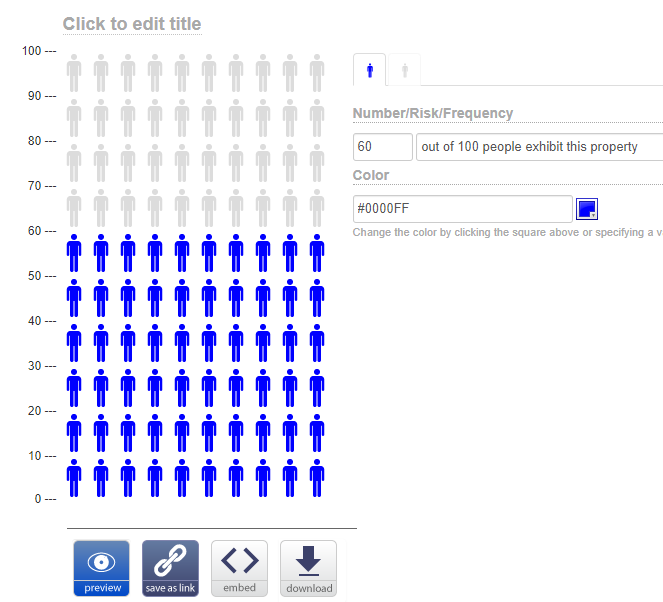 Click to edit title
100 ---
90 ---
80 ---
70 ---
60 ---
50 ---
40 ---
30 ---
20 ---
10 ---
0 ---
Number/Risk/Frequency
60 out of 100 people exhibit this property
Color
#0000FF
Change the color by clicking the square above or specifying a v
preview save as link embed download